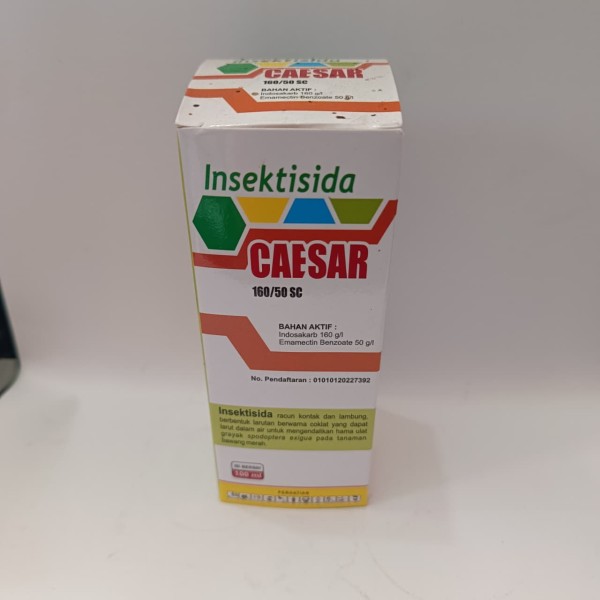 Insektisida
CAESAR
160/50 SC
BAHAN AKTIF :
Indosakarb 160 g/l
Emamectin Benzoate 50 g/l
Insektisida
CAESAR
160/50 SC
BAHAN AKTIF :
Indosakarb 160 g/l
Emamectin Benzoate 50 g/l
No. Pendaftaran : 01010120227392
Insektisida racun kontak dan lambung,
berbentuk larutan berwarna coklat yang dapat
larut dalam air untuk mengendalikan hama ulat
grayak spodoptera exigua pada tanaman
bawang merah.
100 ml